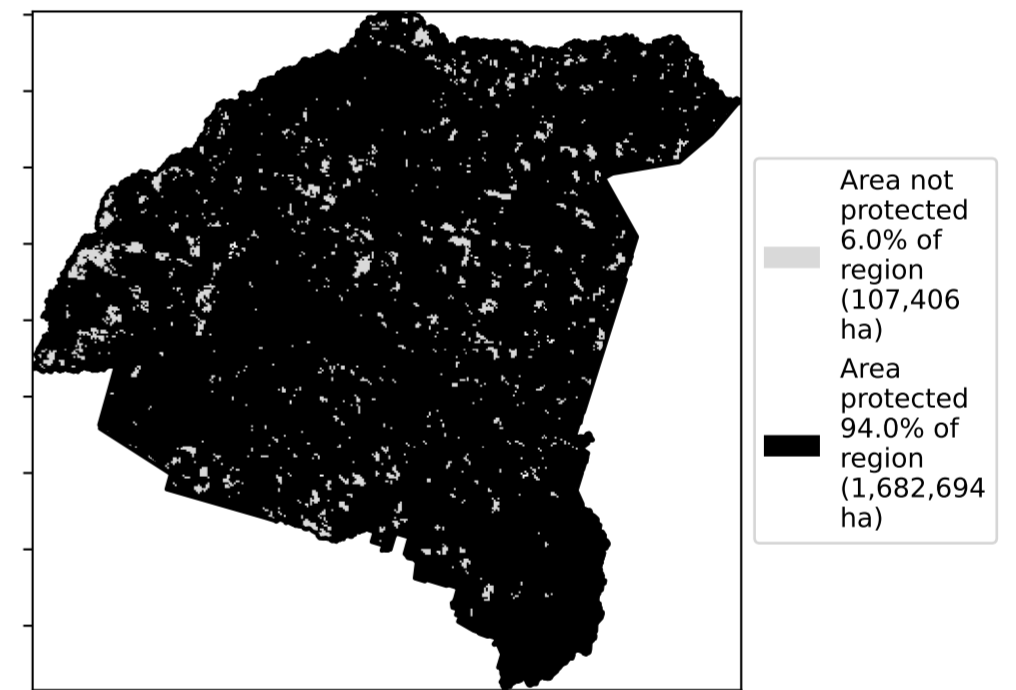 Area not
protected
6.0% of
region
(107,406
ha)
Area
protected
94.0% of
region
(1,682,694
ha)